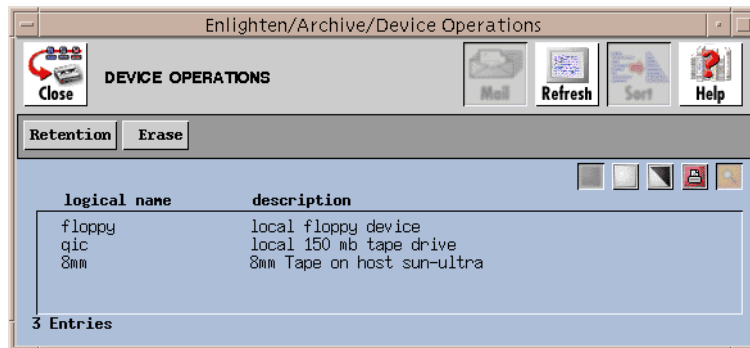 Enlighten/Archive/Device Operations
Close DEVICE OPERATIONS Mail Refresh Sort Help
Retention Erase
logical name description
floppy local floppy device
qic local 150 mb tape drive
8mm 8mm Tape on host sun-ultra
3 Entries